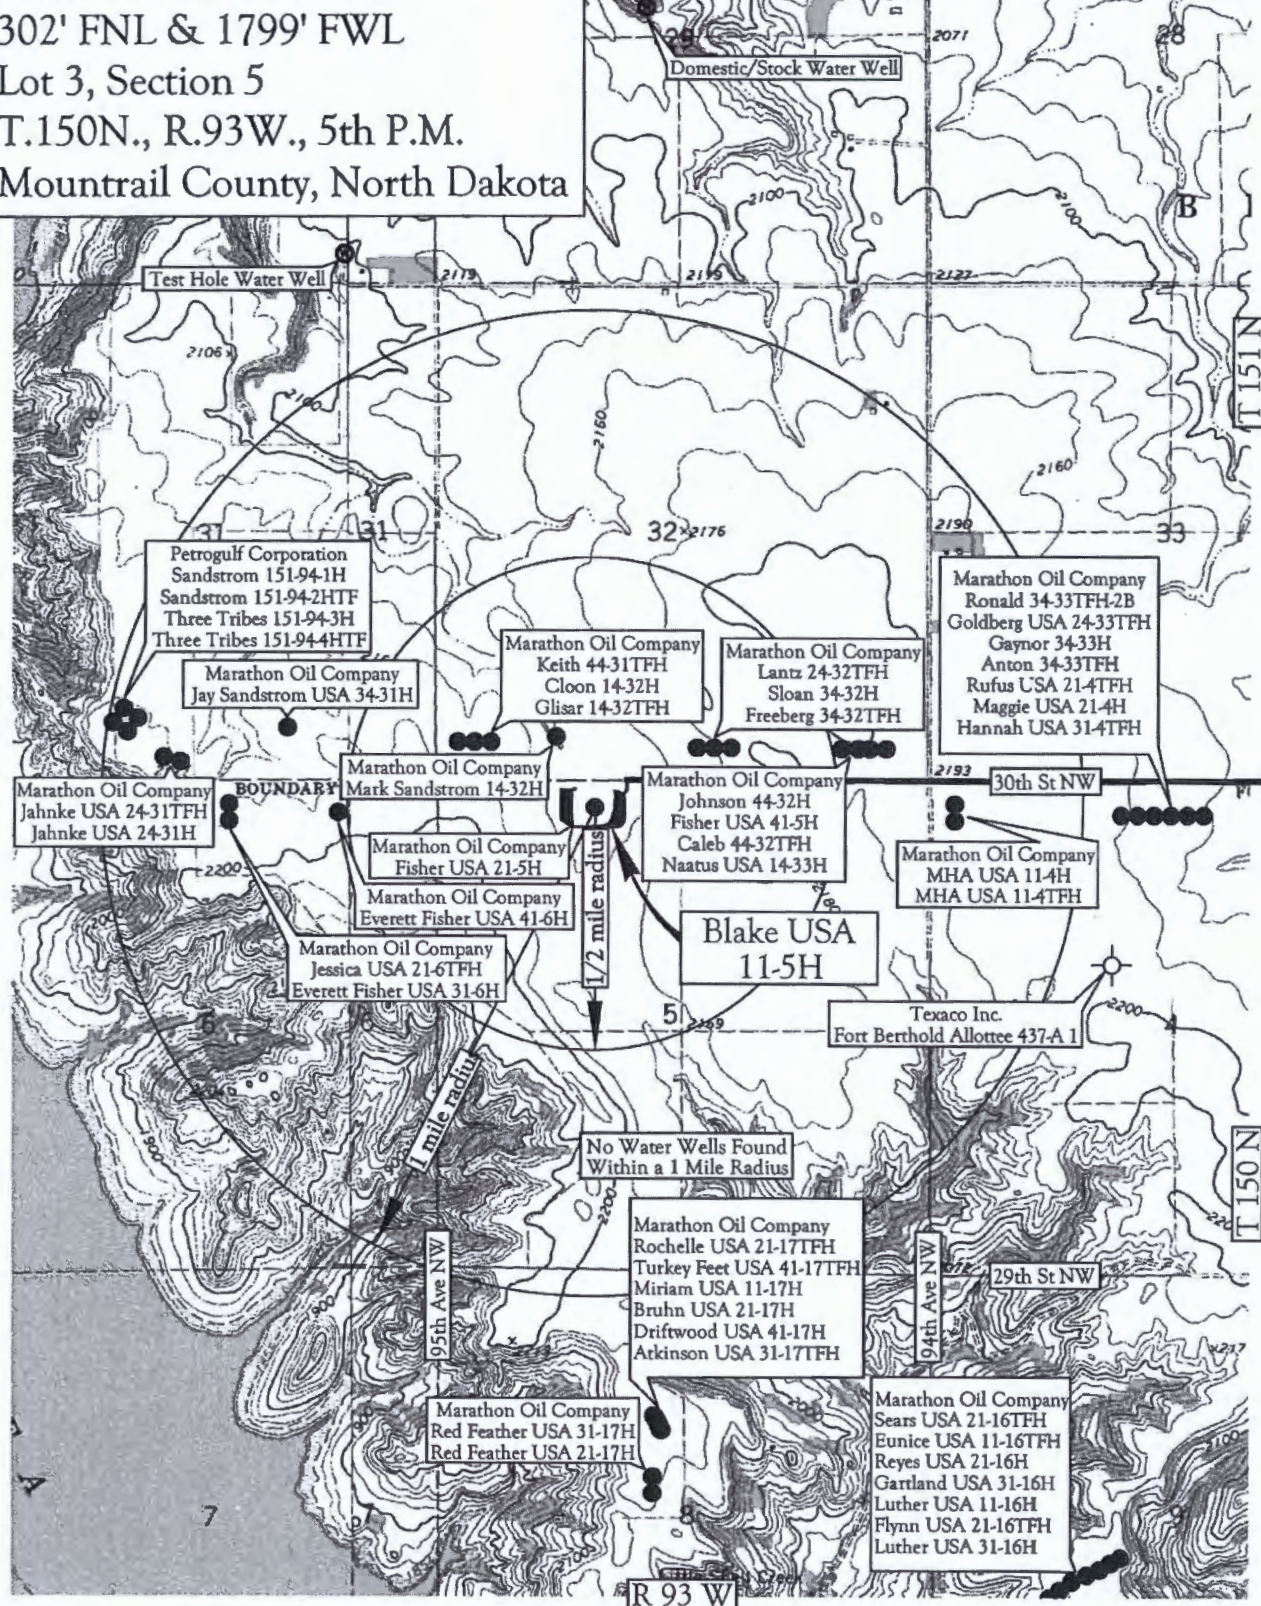 302' FNL & 1799' FWL
Lot 3, Section 5
T.150N., R.93W., 5th P.M.
Mountrail County, North Dakota
29
2071
28
Domestic/Stock Water Well
2100
2100
B
Test Hole Water Well
2119
2127
T 151 N
2106
2100
2160
2160
31
31
32
2176
2190
33
Petrogulf Corporation
Sandstrom 151-94-1H
Sandstrom 151-94-2HTF
Three Tribes 151-94-3H
Three Tribes 151-94-4HTF
Marathon Oil Company
Jay Sandstrom USA 34-31H
Marathon Oil Company
Keith 44-31TFH
Cloon 14-32H
Glisar 14-32TFH
Marathon Oil Company
Lantz 24-32TFH
Sloan 34-32H
Freeberg 34-32TFH
Marathon Oil Company
Ronald 34-33TFH-2B
Goldberg USA 24-33TFH
Gaynor 34-33H
Anton 34-33TFH
Rufus USA 21-4TFH
Maggie USA 21-4H
Hannah USA 31-4TFH
Marathon Oil Company
Mark Sandstrom 14-32H
2193
30th St NW
Marathon Oil Company
Jahnke USA 24-31TFH
Jahnke USA 24-31H
BOUNDARY
Marathon Oil Company
Johnson 44-32H
Fisher USA 41-5H
Caleb 44-32TFH
Naatus USA 14-33H
Marathon Oil Company
Fisher USA 21-5H
Marathon Oil Company
MHA USA 11-4H
MHA USA 11-4TFH
2200
Marathon Oil Company
Everett Fisher USA 41-6H
2180
1/2 mile radius
Blake USA
11-5H
Marathon Oil Company
Jessica USA 21-6TFH
Everett Fisher USA 31-6H
Texaco Inc.
Fort Berthold Allottee 437-A 1
2200
6
6
5
2169
4
1 mile radius
1900
No Water Wells Found
Within a 1 Mile Radius
2200
T 150 N
Marathon Oil Company
Rochelle USA 21-17TFH
Turkey Feet USA 41-17TFH
Miriam USA 11-17H
Bruhn USA 21-17H
Driftwood USA 41-17H
Atkinson USA 31-17TFH
95th Ave NW
94th Ave NW
29th St NW
Marathon Oil Company
Red Feather USA 31-17H
Red Feather USA 21-17H
Marathon Oil Company
Sears USA 21-16TFH
Eunice USA 11-16TFH
Reyes USA 21-16H
Gartland USA 31-16H
Luther USA 11-16H
Flynn USA 21-16TFH
Luther USA 31-16H
2100
A
7
7
8
9
2100
R 93 W